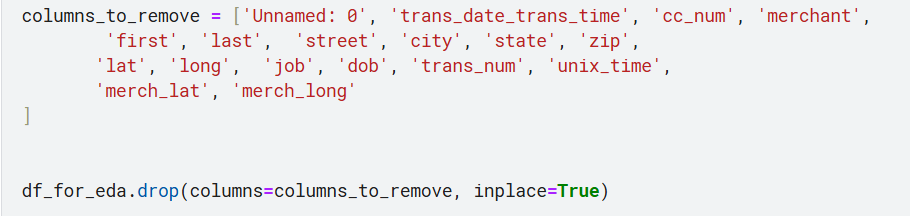 columns_to_remove = ['Unnamed: 0', 'trans_date_trans_time', 'cc_num', 'merchant',
'first', 'last', 'street', 'city', 'state', 'zip',
'lat', 'long', 'job', 'dob', 'trans_num', 'unix_time',
'merch_lat', 'merch_long'
]
df_for_eda.drop(columns=columns_to_remove, inplace=True)